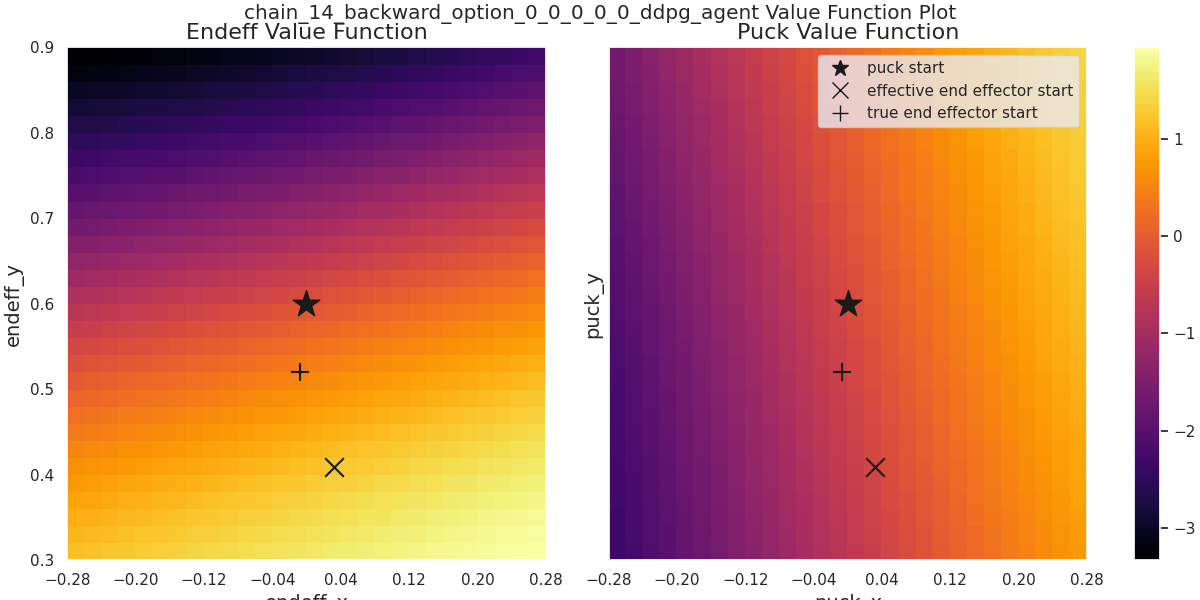 chain_14_backward_option_0_0_0_0_0_ddpg_agent Value Function Plot
Endeff Value Function
0.9
0.8
0.7
0.6
0.5
0.4
0.3
endeff_y
−0.28 −0.20 −0.12 −0.04 0.04 0.12 0.20 0.28
endeff_x
Puck Value Function
puck start
effective end effector start
true end effector start
puck_y
−0.28 −0.20 −0.12 −0.04 0.04 0.12 0.20 0.28
puck_x
1
0
−1
−2
−3